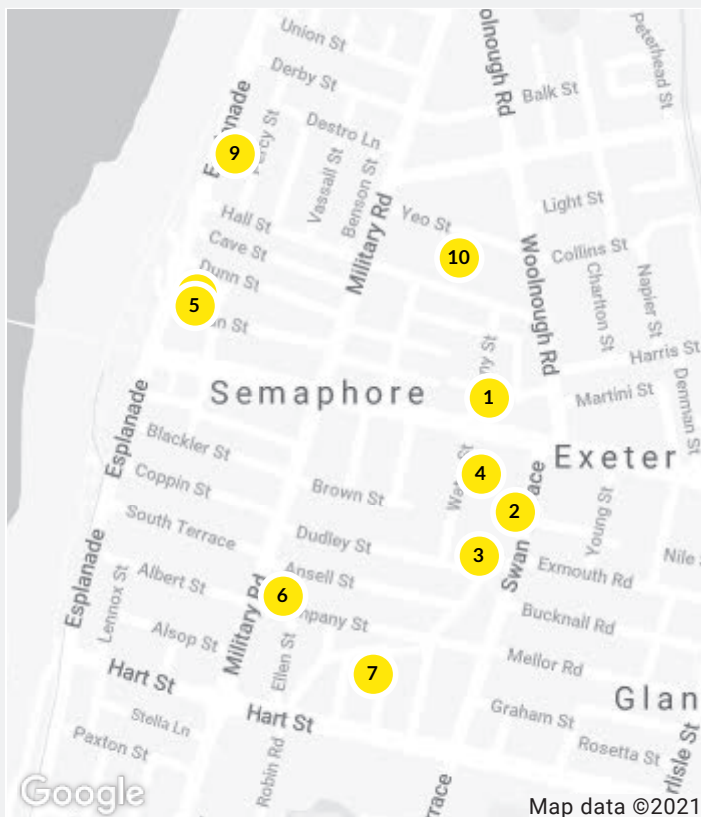 Union St
Derby St
Percy St
Destro Ln
Vassall St
Benson St
Military Rd
Woolnough Rd
Balk St
Peterhead St
9
Hall St
Cave St
Dunn St
Yeo St
10
Light St
Collins St
Charlton St
Napier St
Woolnough Rd
5
Harris St
Martini St
Denman St
Semaphore
1
Exeter
Esplanade
Blackler St
Coppin St
South Terrace
Brown St
4
2
Young St
Dudley St
3
Swan
Exmouth Rd
Nile
Esplanade
Lennox St
Albert St
Alsop St
Ansell St
6
Military Rd
Ellen St
Bucknall Rd
Mellor Rd
7
Hart St
Hart St
Stella Ln
Paxton St
Robin Rd
Graham St
Rosetta St
Glan
Google
Map data ©2021